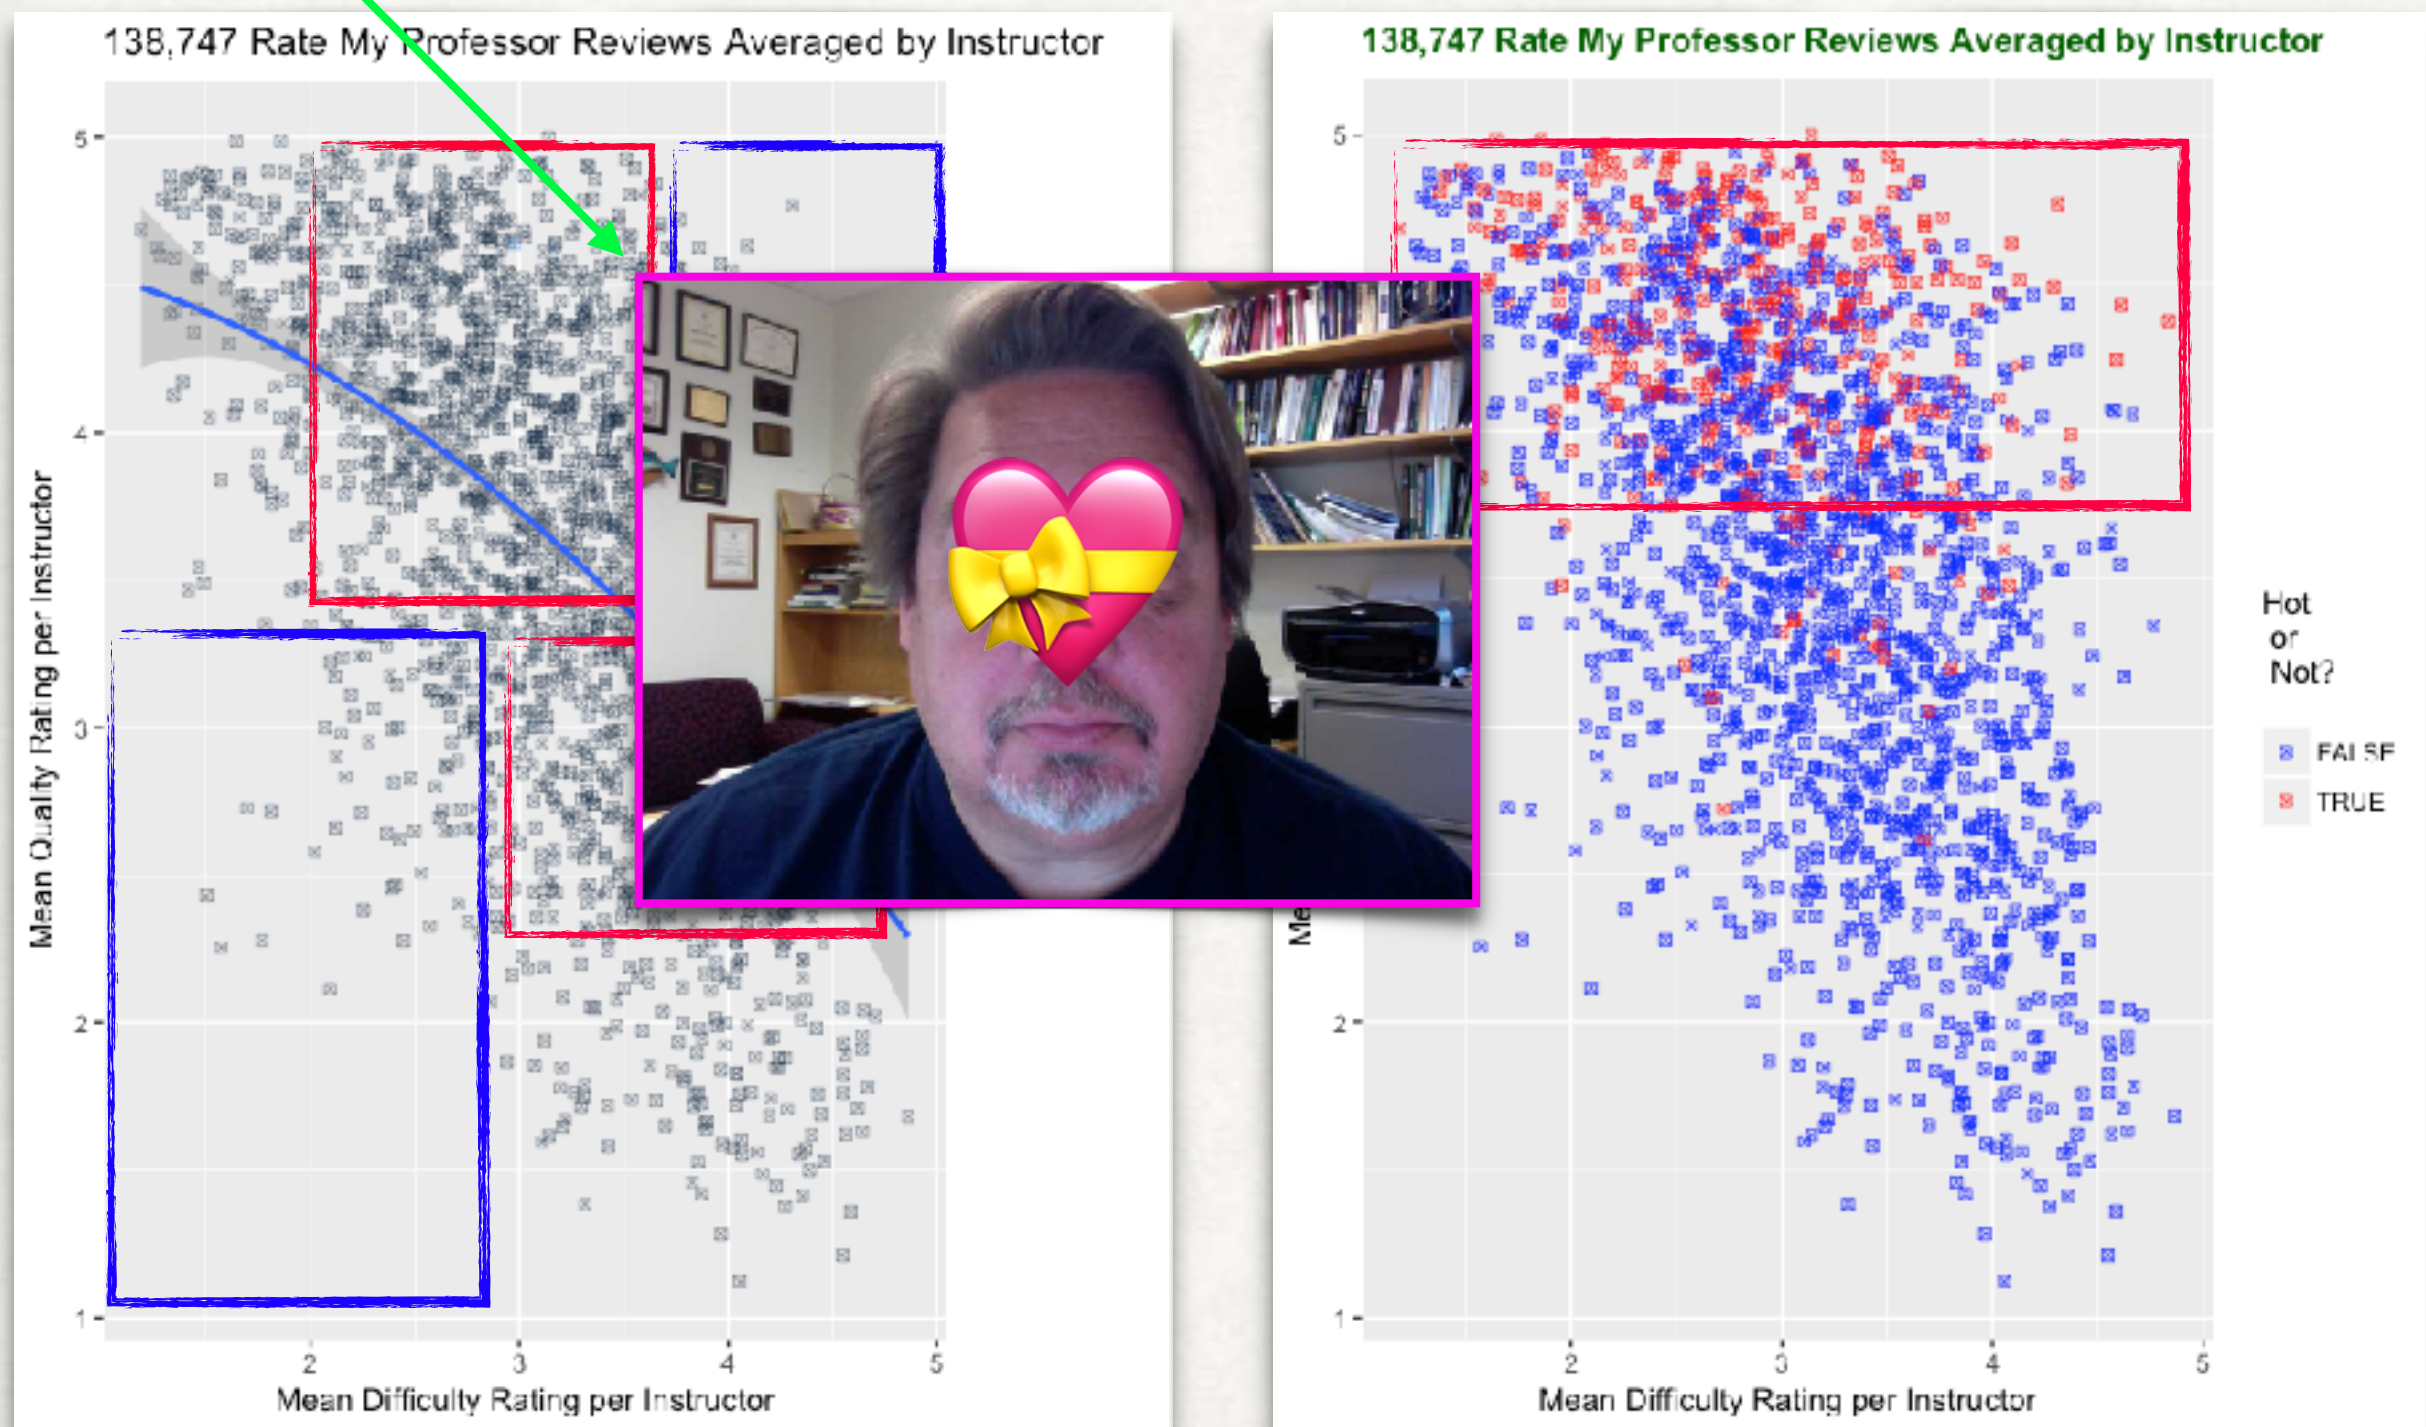 138,747 Rate My Professor Reviews Averaged by Instructor
5
4
3
2
1
Mean Quality Rating per Instructor
2 3 4 5
Mean Difficulty Rating per Instructor
138,747 Rate My Professor Reviews Averaged by Instructor
5
2
1
Me
2 3 4 5
Mean Difficulty Rating per Instructor
Hot
or
Not?
FALSE
TRUE